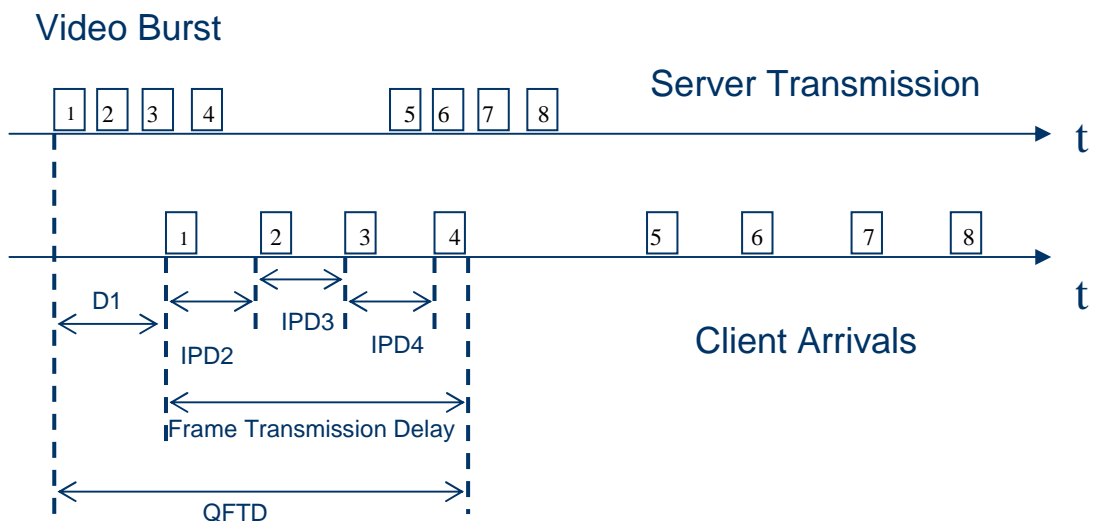 Video Burst
Server Transmission
1 2 3 4 5 6 7 8
t
1 2 3 4 5 6 7 8
t
D1
IPD2
IPD3
IPD4
Client Arrivals
Frame Transmission Delay
QFTD